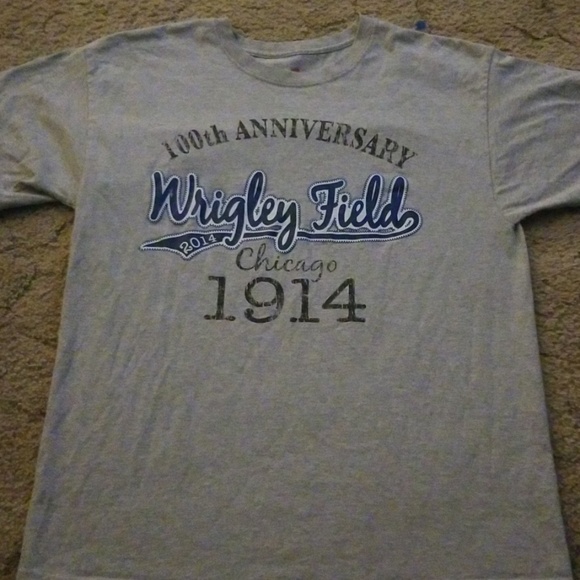 100th ANNIVERSARY
Wrigley Field
2014
Chicago
1914